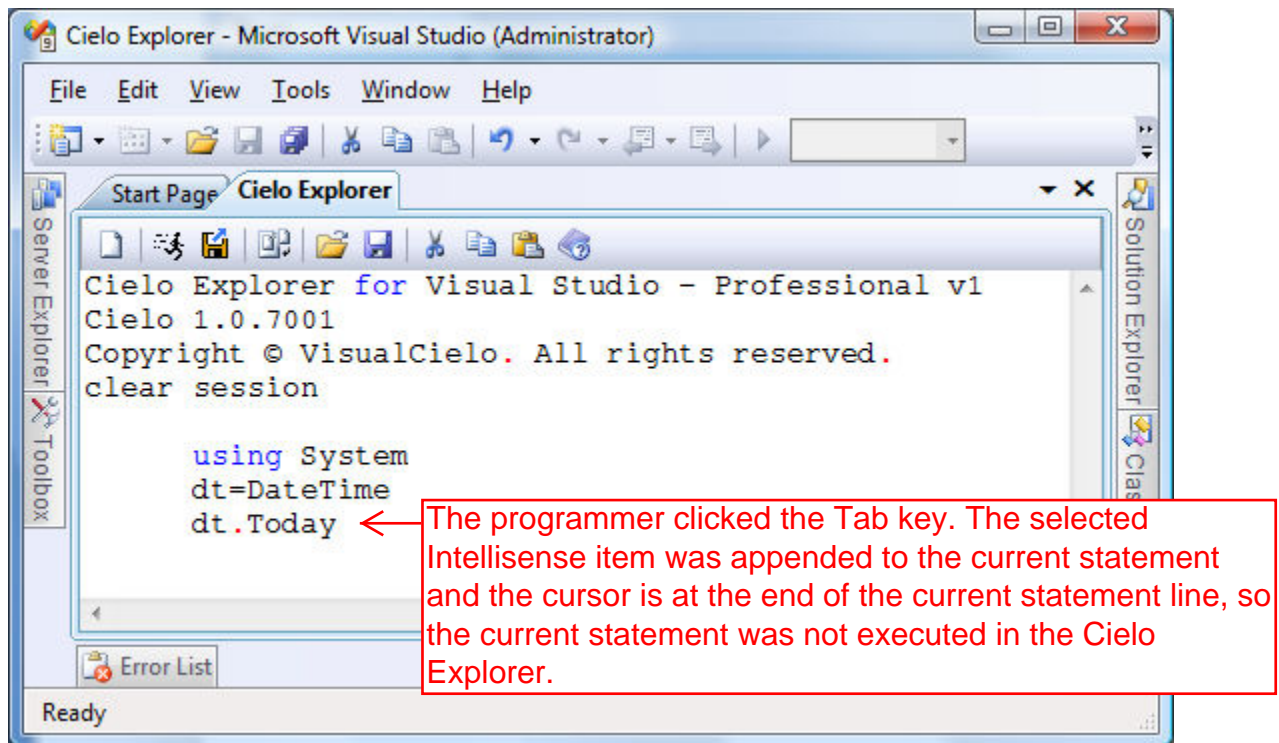 Cielo Explorer - Microsoft Visual Studio (Administrator)
File Edit View Tools Window Help
Start Page Cielo Explorer
Server Explorer
Toolbox
Solution Explorer
Clas
Cielo Explorer for Visual Studio - Professional v1
Cielo 1.0.7001
Copyright © VisualCielo. All rights reserved.
clear session
using System
dt=DateTime
dt.Today
The programmer clicked the Tab key. The selected
Intellisense item was appended to the current statement
and the cursor is at the end of the current statement line, so
the current statement was not executed in the Cielo
Explorer.
Error List
Ready